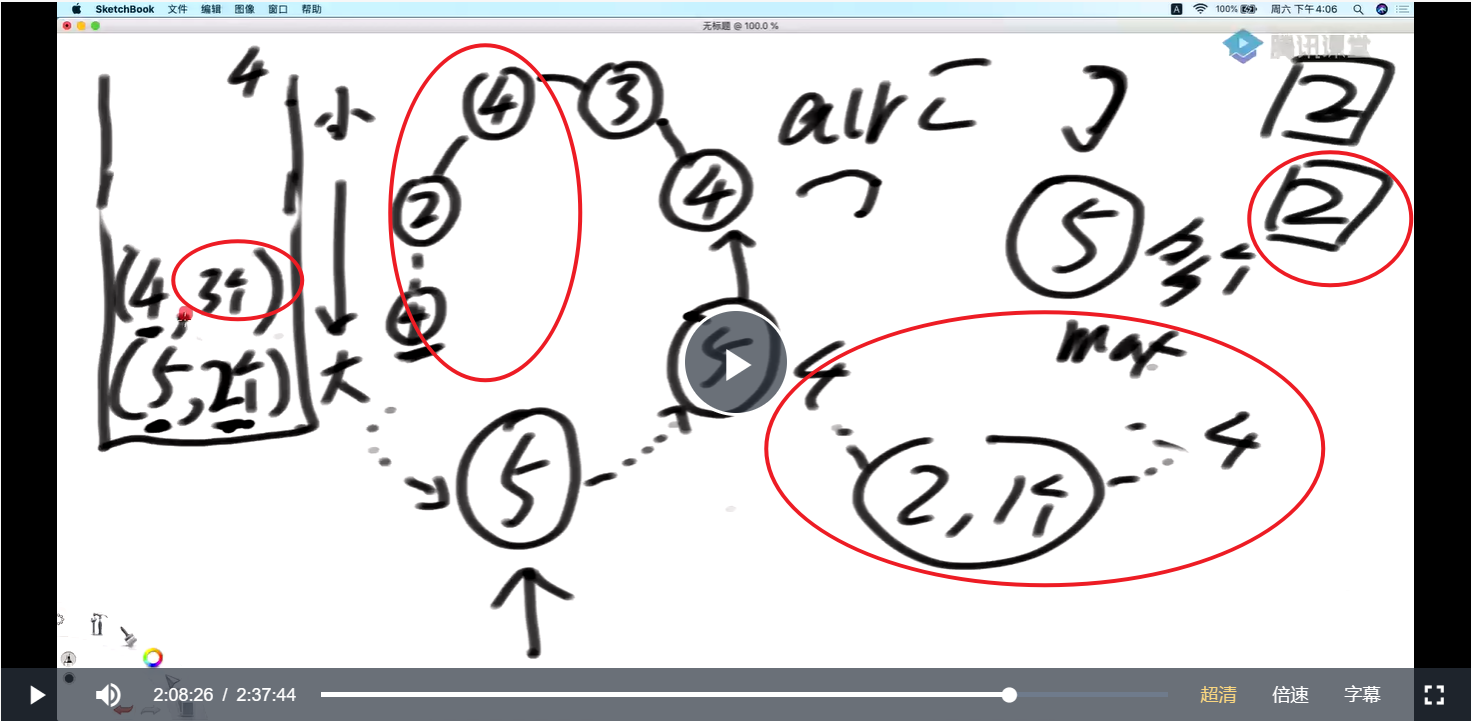 SketchBook 文件 编辑 图像 窗口 帮助
A 100% 周六 下午4:06
无标题 @ 100.0 %
腾讯课堂
4 小 4 3 arr [ ] 2
2 4 5 2
(4, 3个)
(5, 2个) 大 5 4 max
5 2, 1个 4
2:08:26 / 2:37:44 超清 倍速 字幕